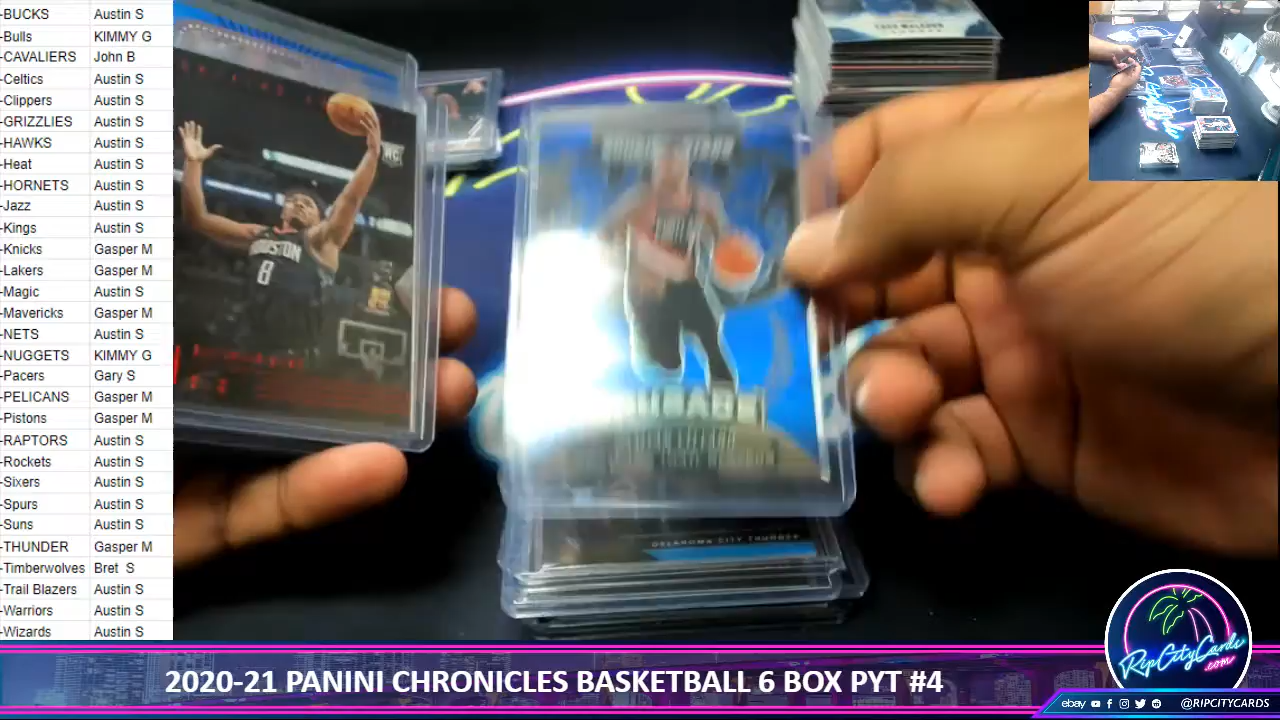 -BUCKS Austin S
-Bulls KIMMY G
-CAVALIERS John B
-Celtics Austin S
-Clippers Austin S
-GRIZZLIES Austin S
-HAWKS Austin S
-Heat Austin S
-HORNETS Austin S
-Jazz Austin S
-Kings Austin S
-Knicks Gasper M
-Lakers Gasper M
-Magic Austin S
-Mavericks Gasper M
-NETS Austin S
-NUGGETS KIMMY G
-Pacers Gary S
-PELICANS Gasper M
-Pistons Gasper M
-RAPTORS Austin S
-Rockets Austin S
-Sixers Austin S
-Spurs Austin S
-Suns Austin S
-THUNDER Gasper M
-Timberwolves Bret S
-Trail Blazers Austin S
-Warriors Austin S
-Wizards Austin S
HOUSTON
8
RC
OKLAHOMA CITY THUNDER
2020-21 PANINI CHRONICLES BASKETBALL 6 BOX PYT #4
RipCityCards
.com
ebay @RIPCITYCARDS